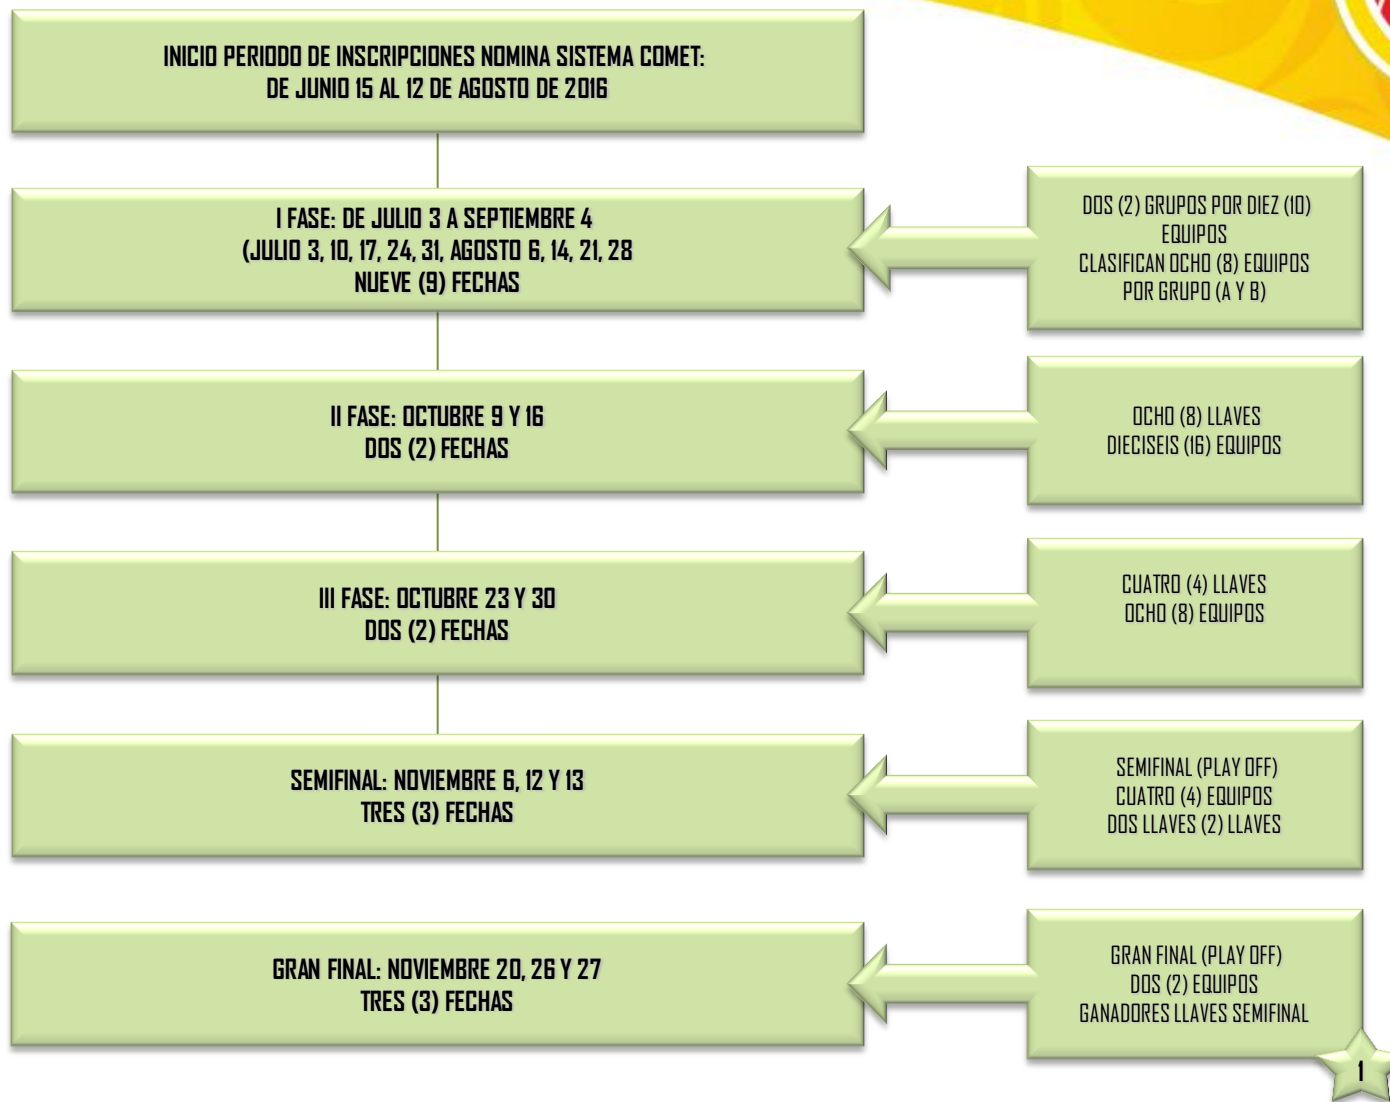 INICIO PERIODO DE INSCRIPCIONES NOMINA SISTEMA COMET:
DE JUNIO 15 AL 12 DE AGOSTO DE 2016
I FASE: DE JULIO 3 A SEPTIEMBRE 4
(JULIO 3, 10, 17, 24, 31, AGOSTO 6, 14, 21, 28
NUEVE (9) FECHAS
DOS (2) GRUPOS POR DIEZ (10)
EQUIPOS
CLASIFICAN OCHO (8) EQUIPOS
POR GRUPO (A Y B)
II FASE: OCTUBRE 9 Y 16
DOS (2) FECHAS
OCHO (8) LLAVES
DIECISEIS (16) EQUIPOS
III FASE: OCTUBRE 23 Y 30
DOS (2) FECHAS
CUATRO (4) LLAVES
OCHO (8) EQUIPOS
SEMIFINAL: NOVIEMBRE 6, 12 Y 13
TRES (3) FECHAS
SEMIFINAL (PLAY OFF)
CUATRO (4) EQUIPOS
DOS LLAVES (2) LLAVES
GRAN FINAL: NOVIEMBRE 20, 26 Y 27
TRES (3) FECHAS
GRAN FINAL (PLAY OFF)
DOS (2) EQUIPOS
GANADORES LLAVES SEMIFINAL
1